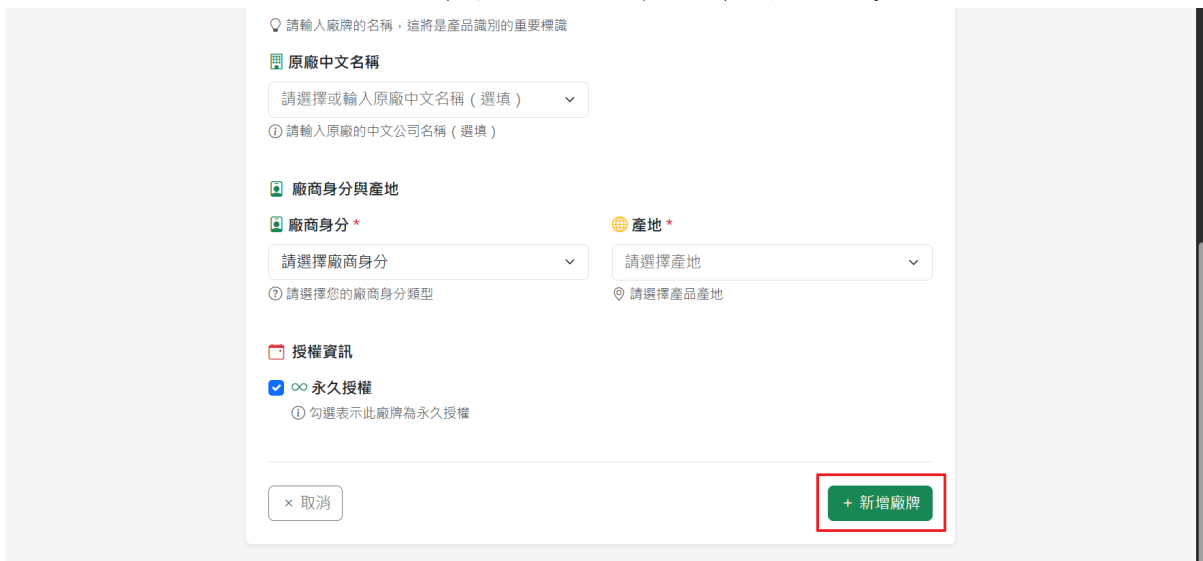 請輸入廠牌的名稱，這將是產品識別的重要標識
原廠中文名稱
請選擇或輸入原廠中文名稱 ( 選填 )
請輸入原廠的中文公司名稱 ( 選填 )
廠商身分與產地
廠商身分 *
產地 *
請選擇廠商身分
請選擇產地
請選擇您的廠商身分類型
請選擇產品產地
授權資訊
永久授權
勾選表示此廠牌為永久授權
× 取消
+ 新增廠牌